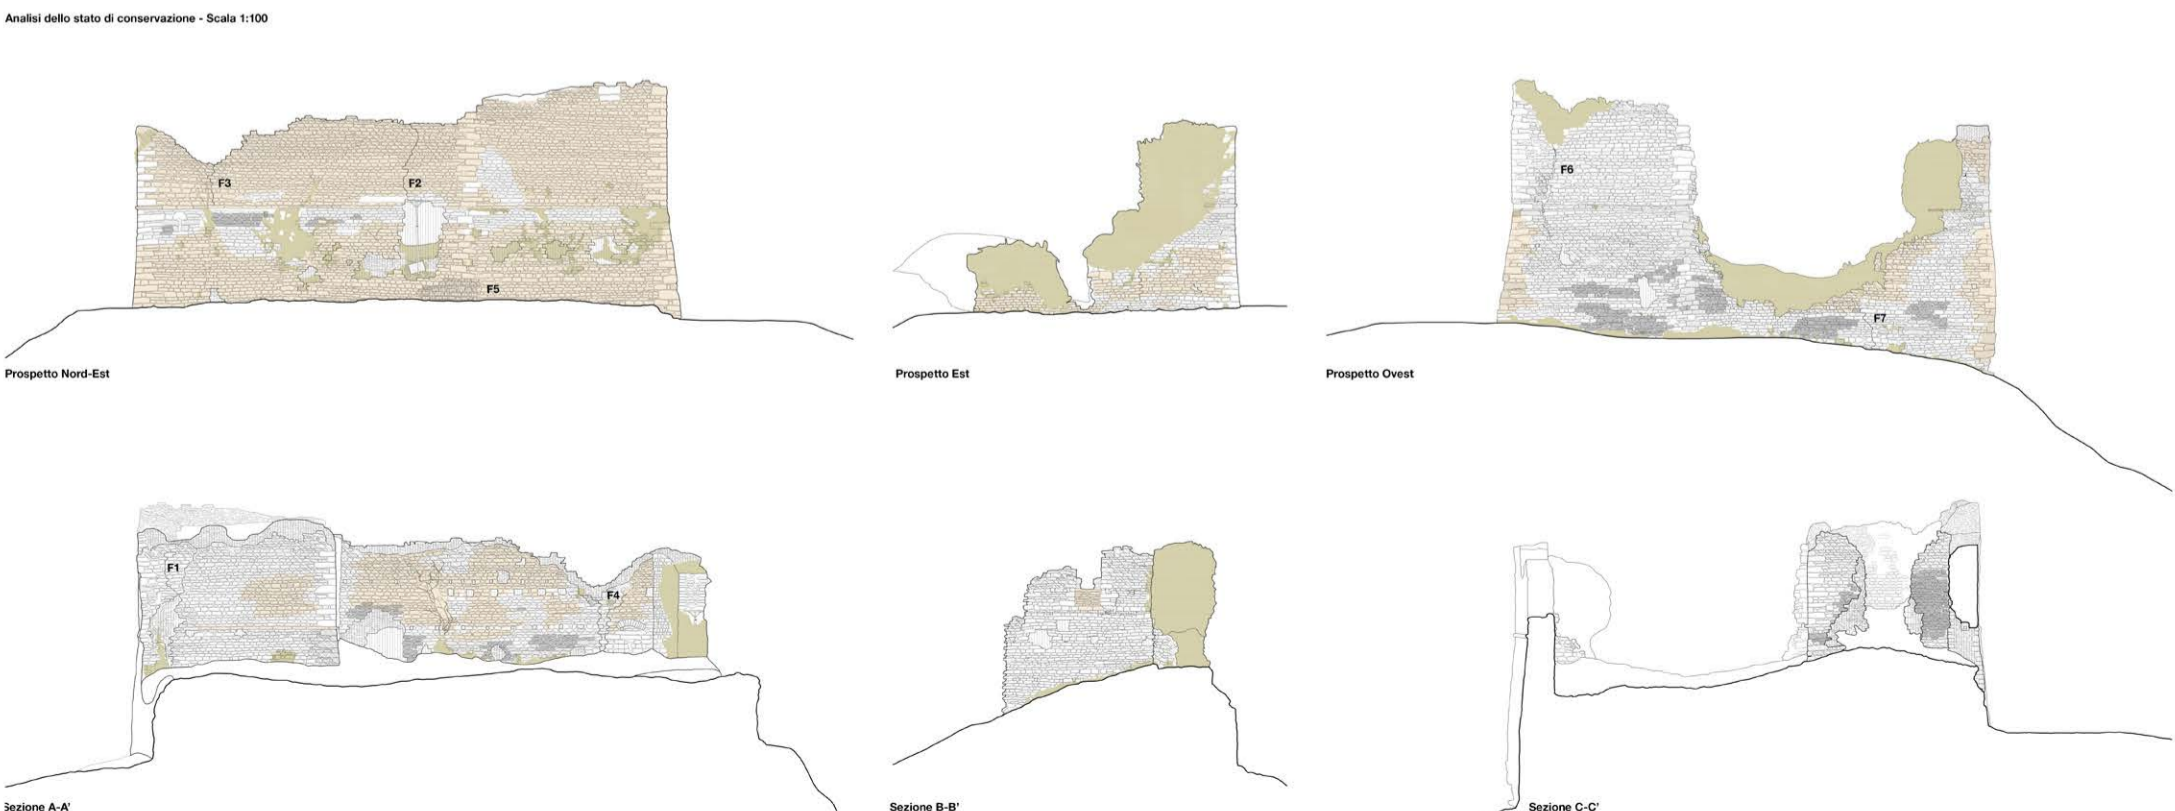 Analisi dello stato di conservazione - Scala 1:100
F3
F2
F5
F6
F7
Prospetto Nord-Est
Prospetto Est
Prospetto Ovest
F1
F4
Sezione A-A'
Sezione B-B'
Sezione C-C'